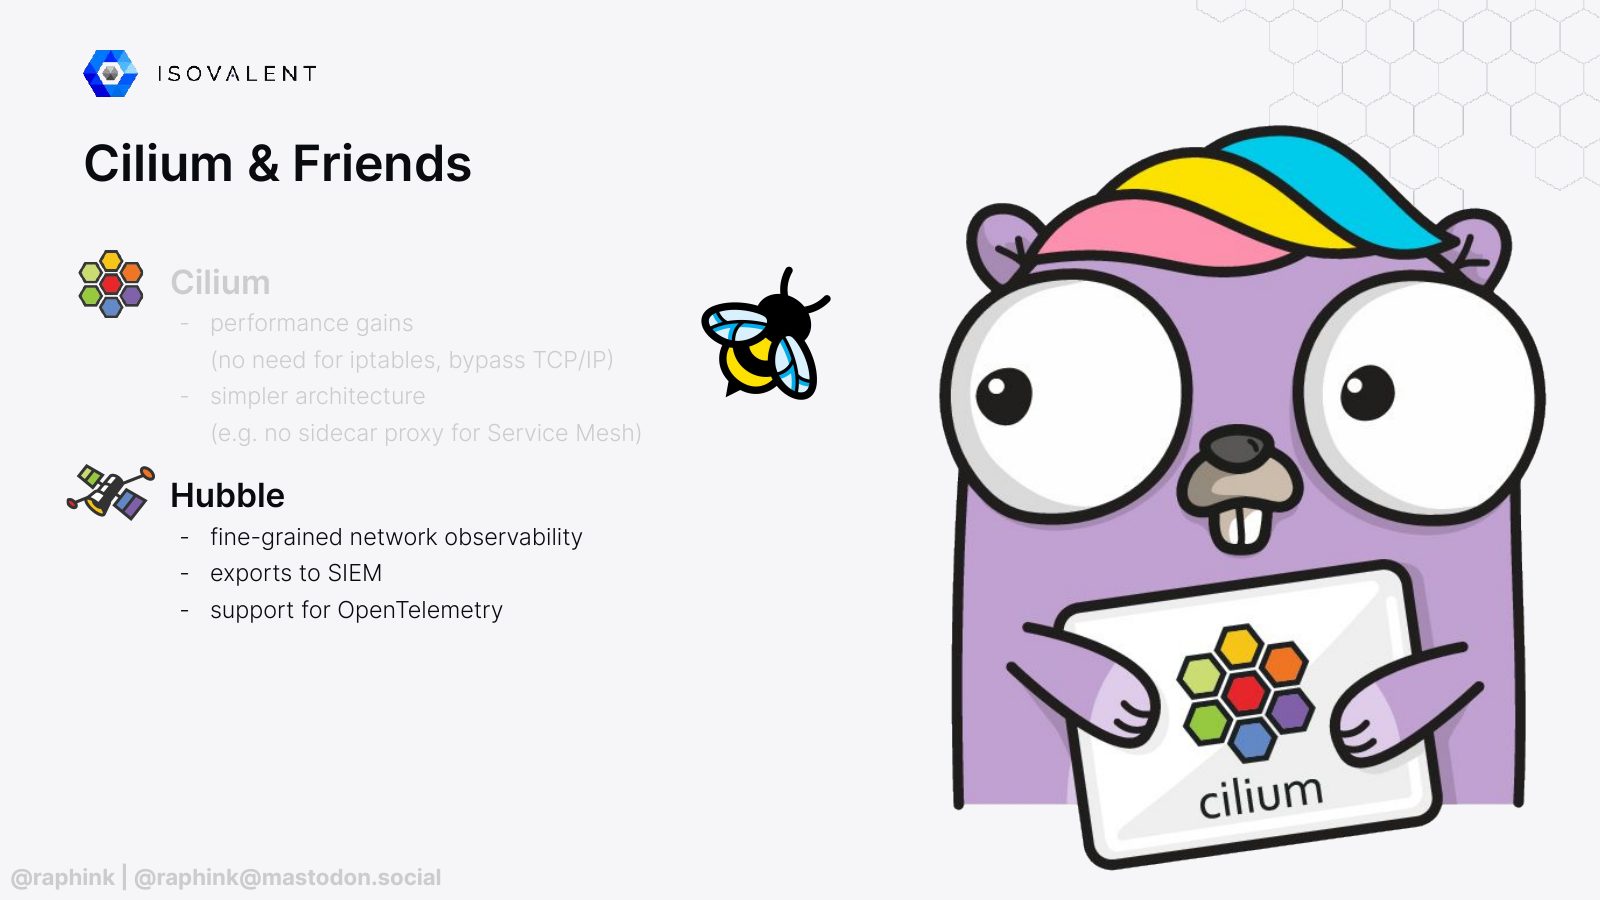 ISOVALENT
Cilium & Friends
Cilium
- performance gains
(no need for iptables, bypass TCP/IP)
- simpler architecture
(e.g. no sidecar proxy for Service Mesh)
Hubble
- fine-grained network observability
- exports to SIEM
- support for OpenTelemetry
cilium
@raphink | @raphink@mastodon.social